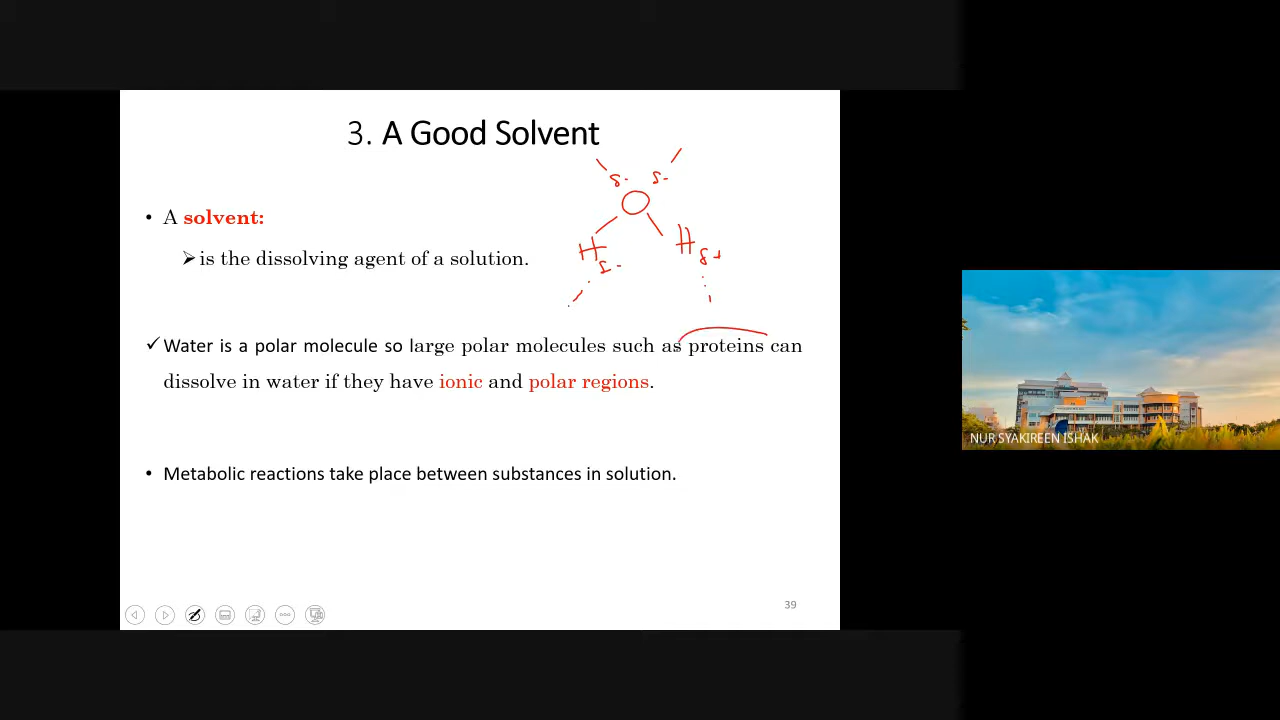 3. A Good Solvent
δ- δ-
O
H H
δ- δ+
• A solvent:
➢ is the dissolving agent of a solution.
✓ Water is a polar molecule so large polar molecules such as proteins can
dissolve in water if they have ionic and polar regions.
• Metabolic reactions take place between substances in solution.
39
NUR SYAKIREEN ISHAK